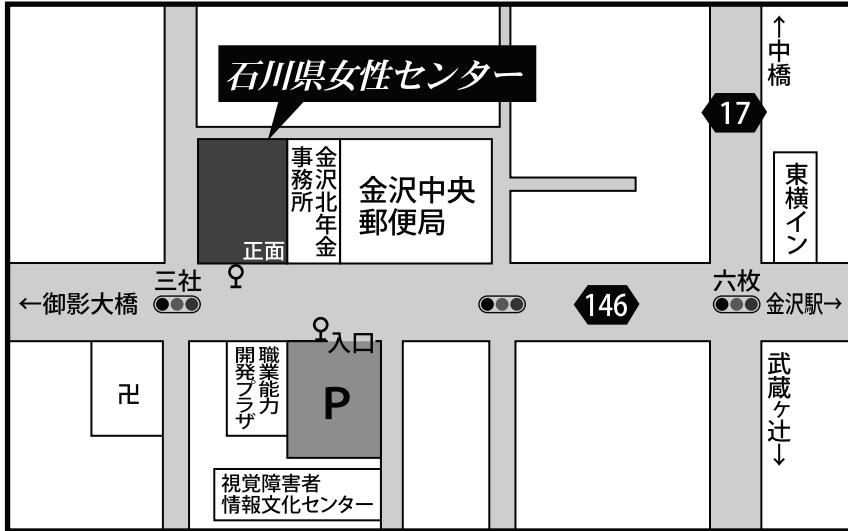 ↑中橋
石川県女性センター
17
東横イン
金沢北年金
事務所
金沢中央
郵便局
正面
三社
六枚
←御影大橋
146
金沢駅→
入口
職業能力
開発プラザ
P
卍
武蔵ヶ辻↓
視覚障害者
情報文化センター